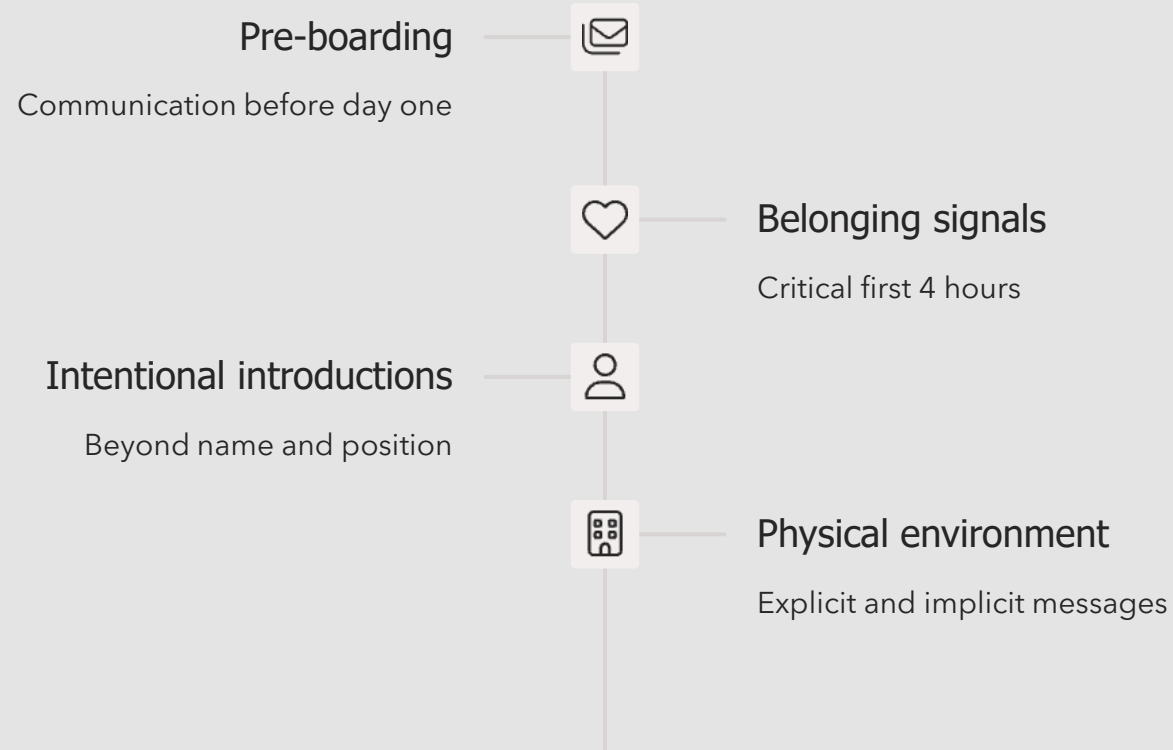 Pre-boarding
Communication before day one
Belonging signals
Critical first 4 hours
Intentional introductions
Beyond name and position
Physical environment
Explicit and implicit messages